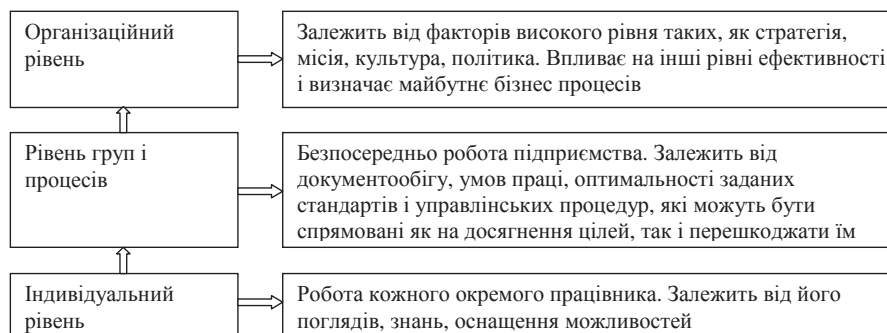 Організаційний
рівень
Залежить від факторів високого рівня таких, як стратегія,
місія, культура, політика. Впливає на інші рівні ефективності
і визначає майбутнє бізнес процесів
Рівень груп і
процесів
Безпосередньо робота підприємства. Залежить від
документообігу, умов праці, оптимальності заданих
стандартів і управлінських процедур, які можуть бути
спрямовані як на досягнення цілей, так і перешкоджати їм
Індивідуальний
рівень
Робота кожного окремого працівника. Залежить від його
поглядів, знань, оснащення можливостей